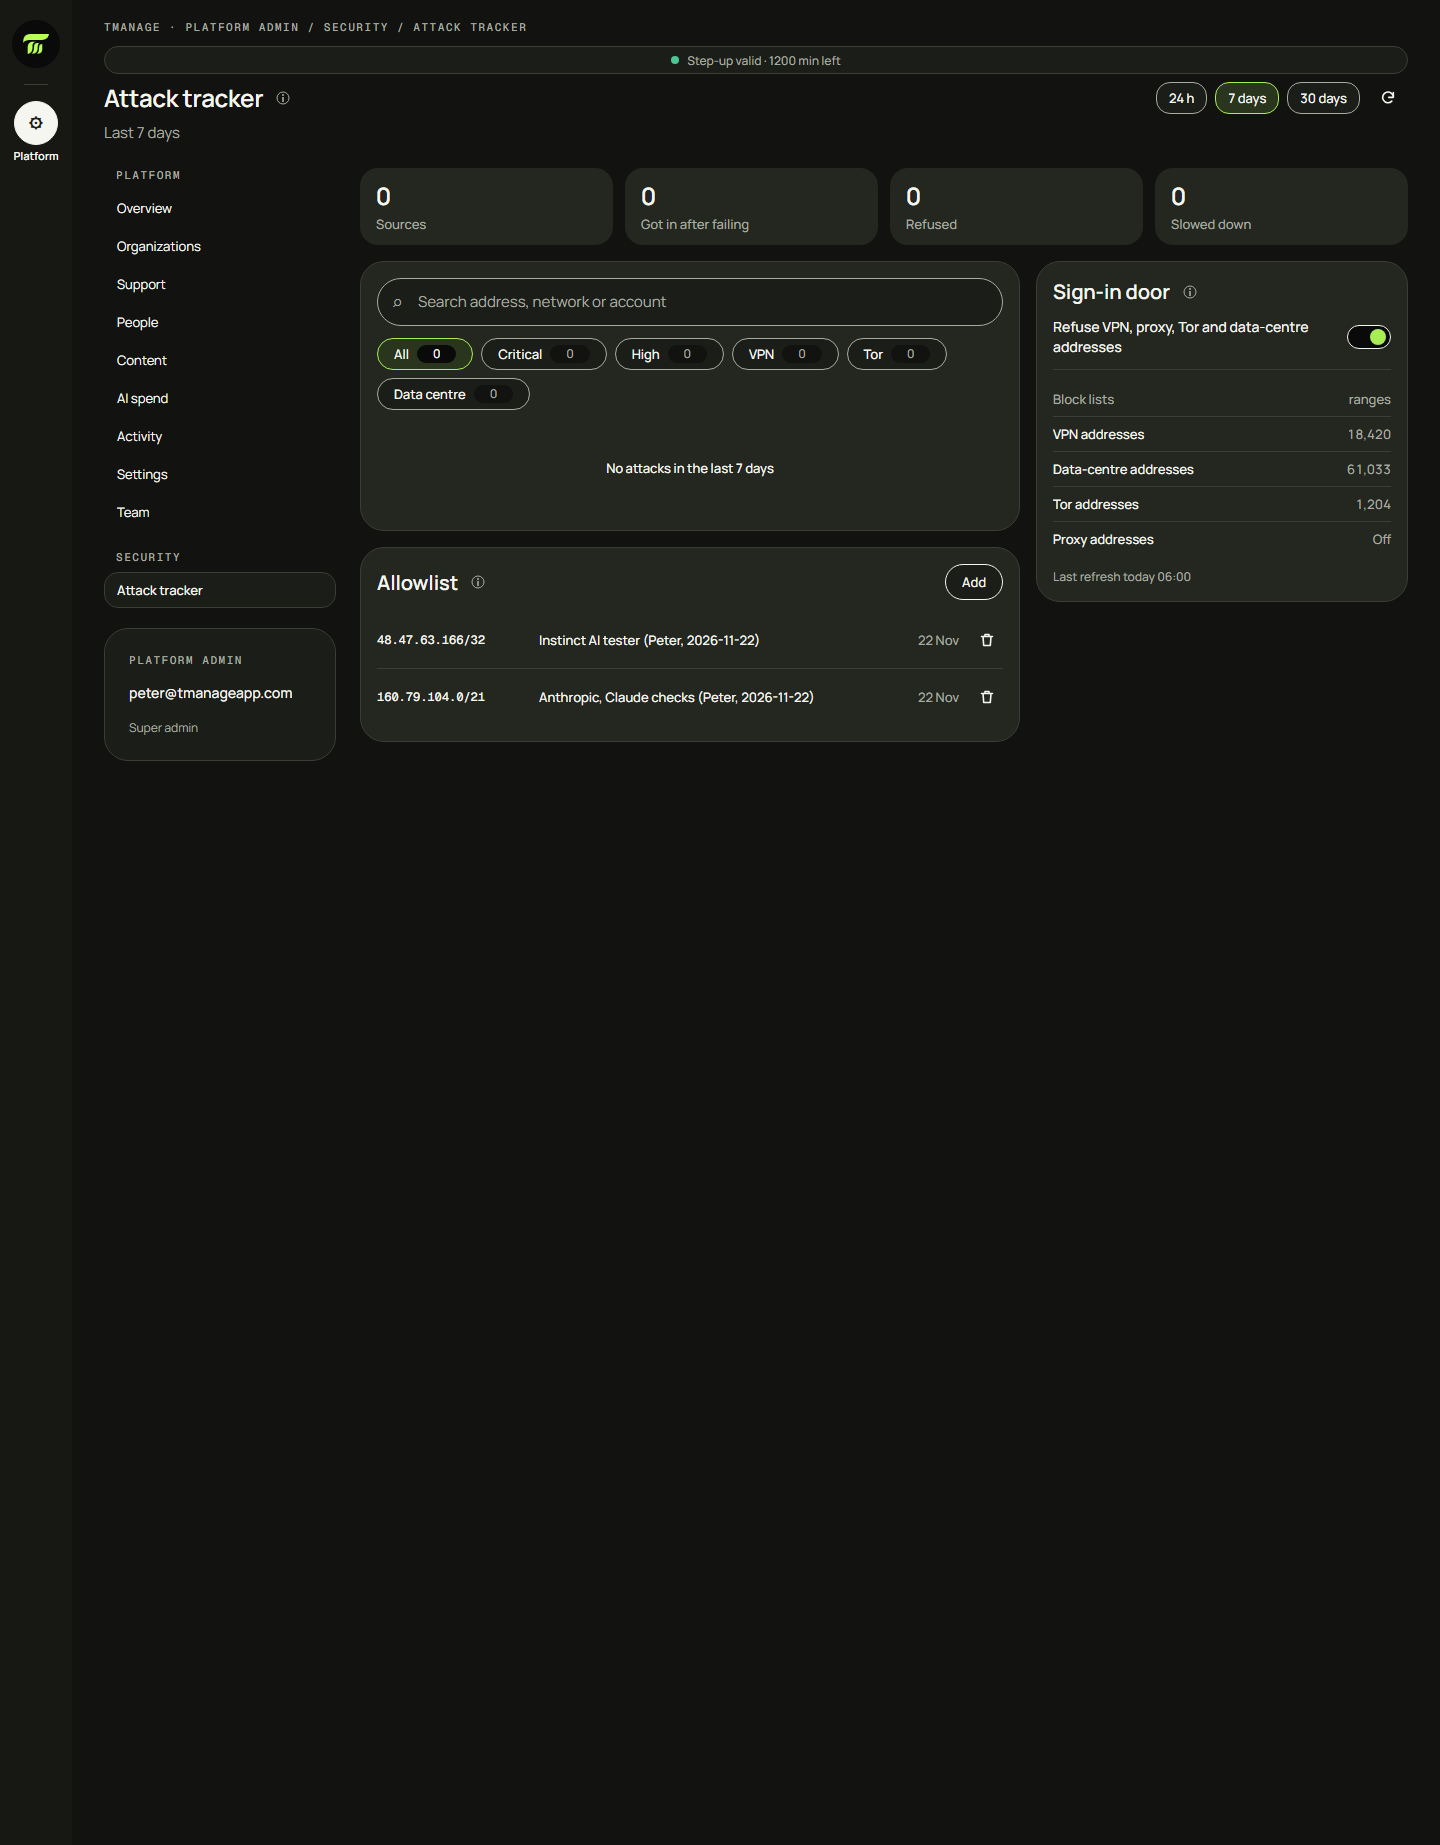 TMANAGE · PLATFORM ADMIN / SECURITY / ATTACK TRACKER
Step-up valid · 1200 min left
Attack tracker
24 h
7 days
30 days
Last 7 days
Platform
PLATFORM
Overview
Organizations
Support
People
Content
AI spend
Activity
Settings
Team
SECURITY
Attack tracker
PLATFORM ADMIN
peter@tmanageapp.com
Super admin
0
Sources
0
Got in after failing
0
Refused
0
Slowed down
Search address, network or account
All 0
Critical 0
High 0
VPN 0
Tor 0
Data centre 0
No attacks in the last 7 days
Allowlist
Add
48.47.63.166/32 Instinct AI tester (Peter, 2026-11-22) 22 Nov
160.79.104.0/21 Anthropic, Claude checks (Peter, 2026-11-22) 22 Nov
Sign-in door
Refuse VPN, proxy, Tor and data-centre
addresses
Block lists ranges
VPN addresses 18,420
Data-centre addresses 61,033
Tor addresses 1,204
Proxy addresses Off
Last refresh today 06:00